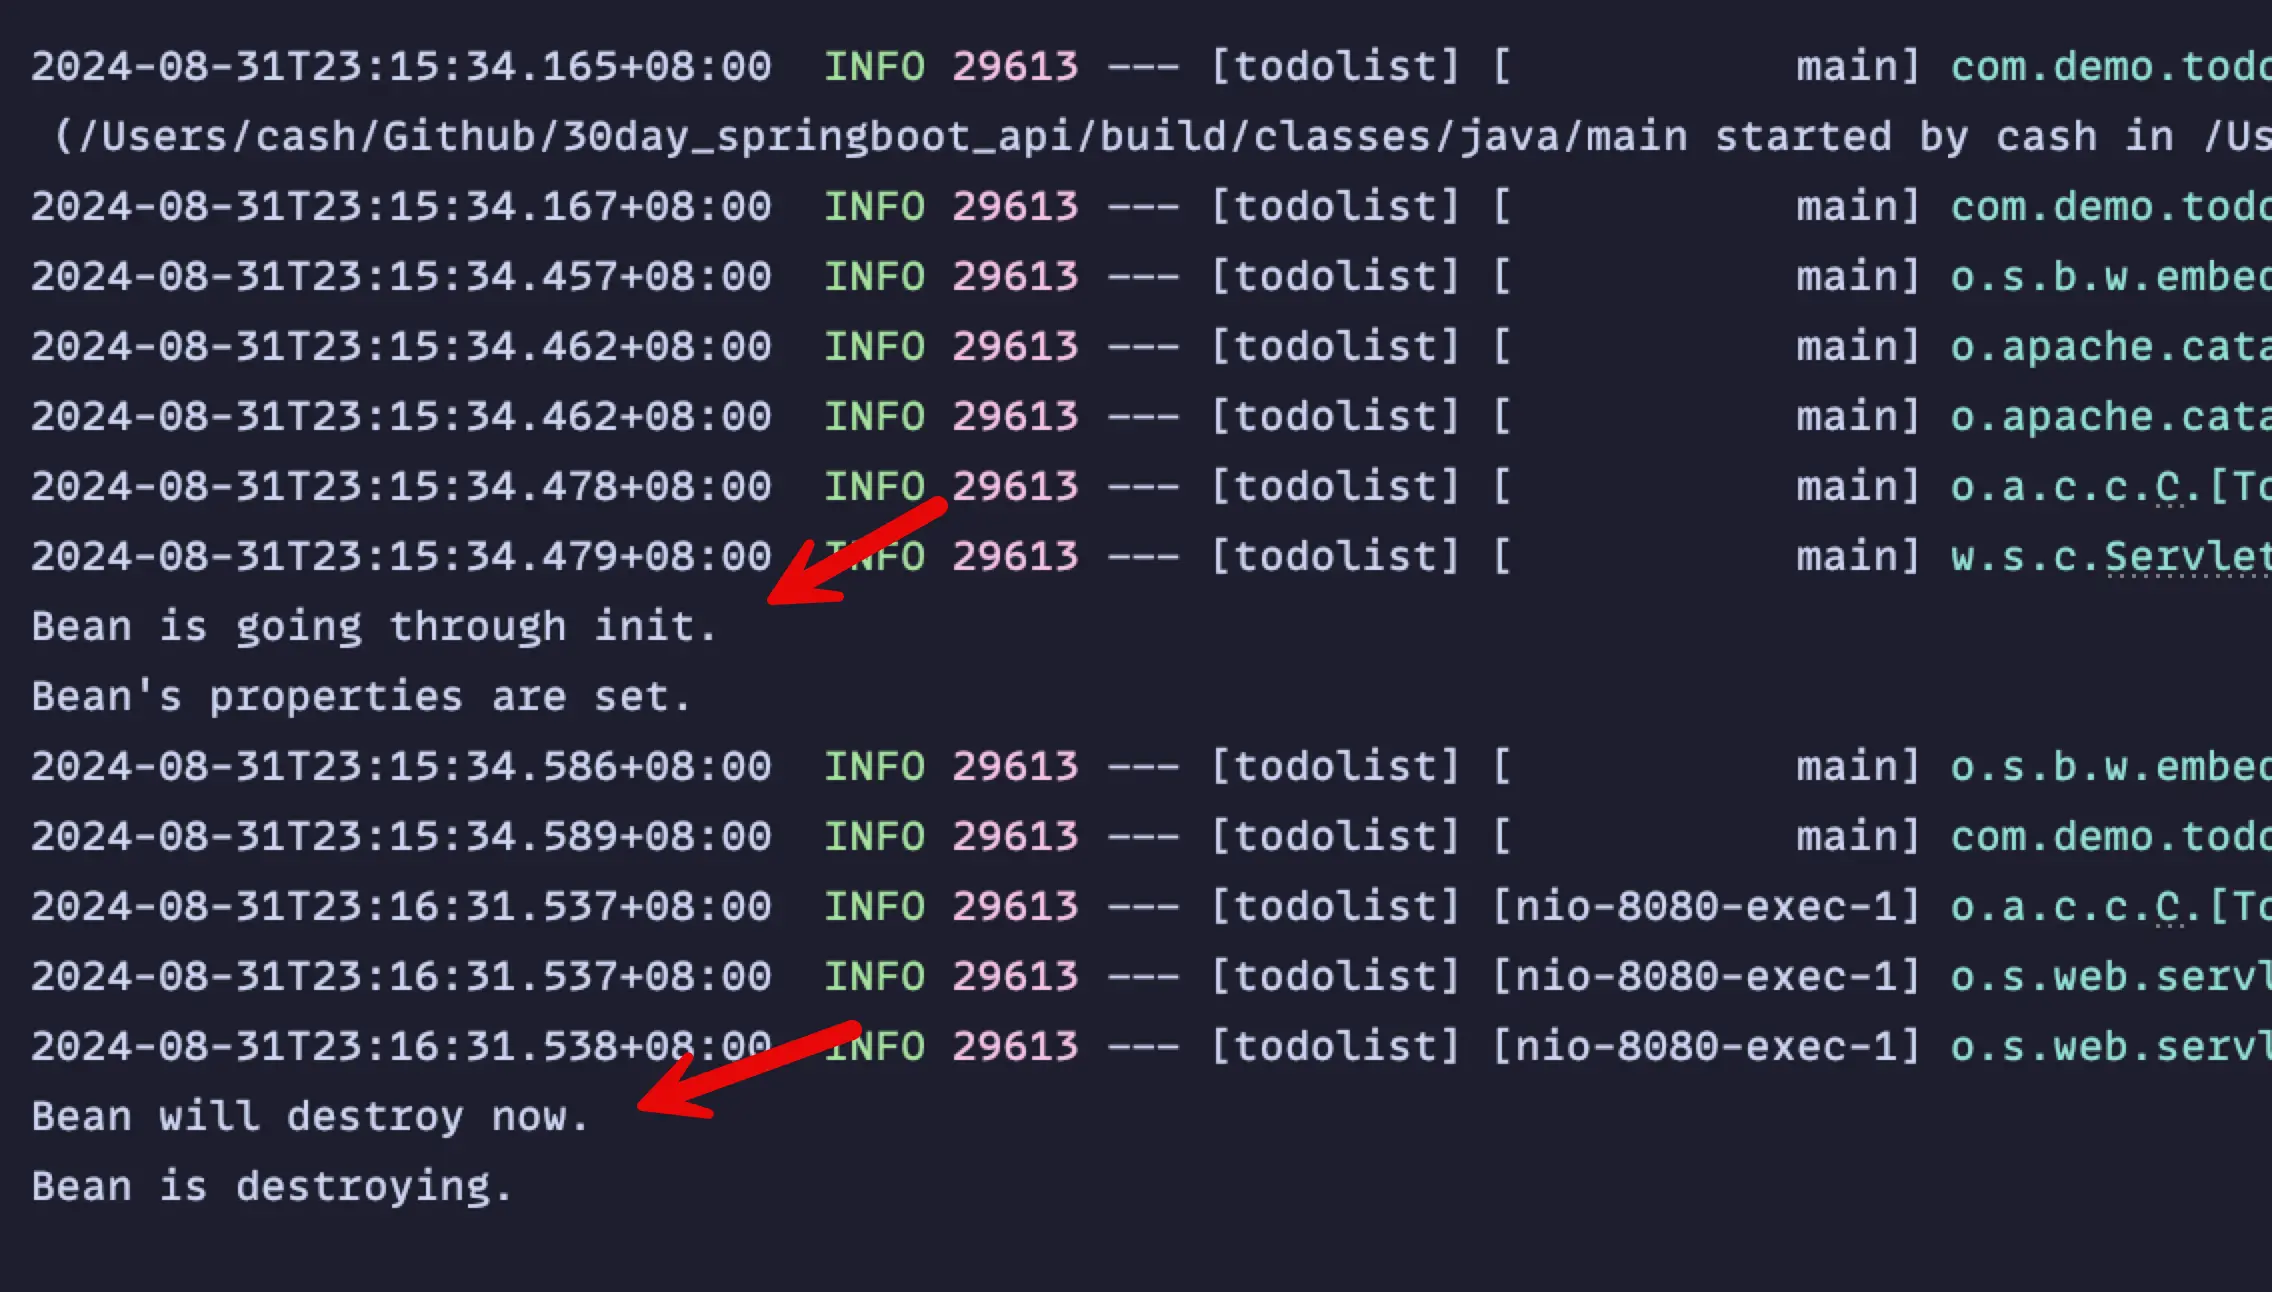 2024-08-31T23:15:34.165+08:00  INFO 29613 --- [todolist] [           main] com.demo.todo
 (/Users/cash/Github/30day_springboot_api/build/classes/java/main started by cash in /Us
2024-08-31T23:15:34.167+08:00  INFO 29613 --- [todolist] [           main] com.demo.todo
2024-08-31T23:15:34.457+08:00  INFO 29613 --- [todolist] [           main] o.s.b.w.embed
2024-08-31T23:15:34.462+08:00  INFO 29613 --- [todolist] [           main] o.apache.cata
2024-08-31T23:15:34.462+08:00  INFO 29613 --- [todolist] [           main] o.apache.cata
2024-08-31T23:15:34.478+08:00  INFO 29613 --- [todolist] [           main] o.a.c.c.C.[To
2024-08-31T23:15:34.479+08:00  INFO 29613 --- [todolist] [           main] w.s.c.Servlet
Bean is going through init.
Bean's properties are set.
2024-08-31T23:15:34.586+08:00  INFO 29613 --- [todolist] [           main] o.s.b.w.embed
2024-08-31T23:15:34.589+08:00  INFO 29613 --- [todolist] [           main] com.demo.todo
2024-08-31T23:16:31.537+08:00  INFO 29613 --- [todolist] [nio-8080-exec-1] o.a.c.c.C.[To
2024-08-31T23:16:31.537+08:00  INFO 29613 --- [todolist] [nio-8080-exec-1] o.s.web.servl
2024-08-31T23:16:31.538+08:00  INFO 29613 --- [todolist] [nio-8080-exec-1] o.s.web.servl
Bean will destroy now.
Bean is destroying.